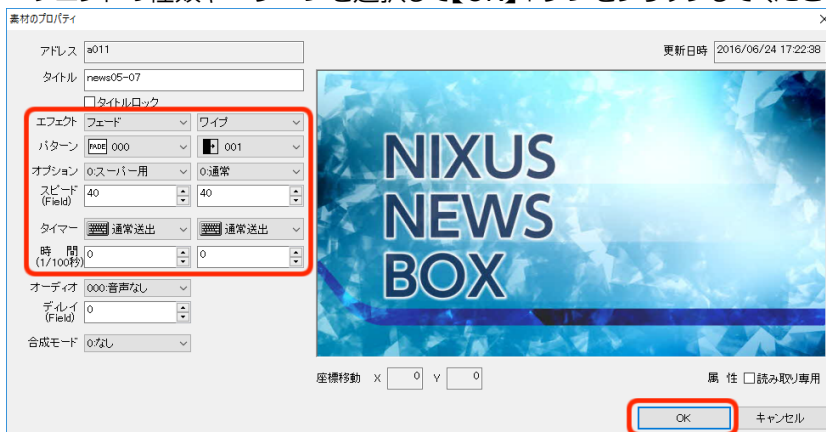 素材のプロパティ
アドレス a011
更新日時 2016/06/24 17:22:38
タイトル news05-07
タイトルロック
エフェクト フェード ワイプ
パターン FADE 000 001
オプション 0:スーパー用 0:通常
スピード (Field) 40 40
タイマー 通常送出 通常送出
時 間 (1/100秒) 0 0
オーディオ 000:音声なし
ディレイ (Field) 0
合成モード 0:なし
NIXUS
NEWS
BOX
座標移動 X 0 Y 0
属 性 読み取り専用
OK キャンセル